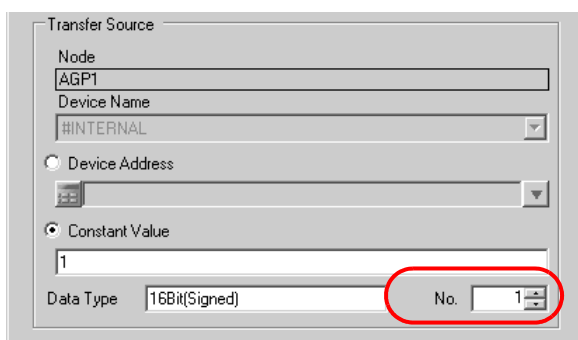 Transfer Source
Node
AGP1
Device Name
#INTERNAL
Device Address
Constant Value
1
Data Type 16Bit(Signed) No. 1